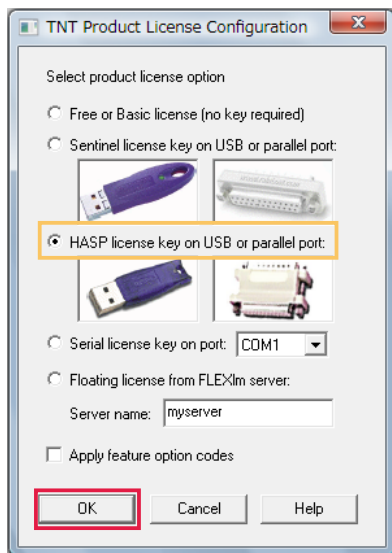 TNT Product License Configuration
Select product license option
Free or Basic license (no key required)
Sentinel license key on USB or parallel port:
HASP license key on USB or parallel port:
Serial license key on port: COM1
Floating license from FLEXlm server:
Server name: myserver
Apply feature option codes
OK Cancel Help